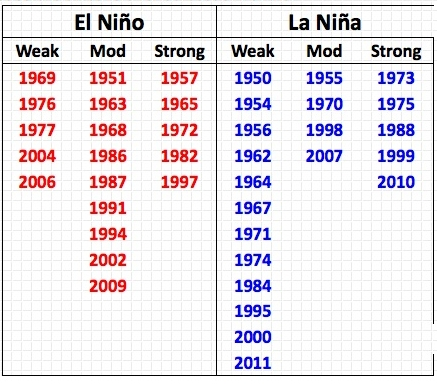 El Niño La Niña
Weak Mod Strong Weak Mod Strong
1969 1951 1957 1950 1955 1973
1976 1963 1965 1954 1970 1975
1977 1968 1972 1956 1998 1988
2004 1986 1982 1962 2007 1999
2006 1987 1997 1964 2010
1991 1967
1994 1971
2002 1974
2009 1984
1995
2000
2011